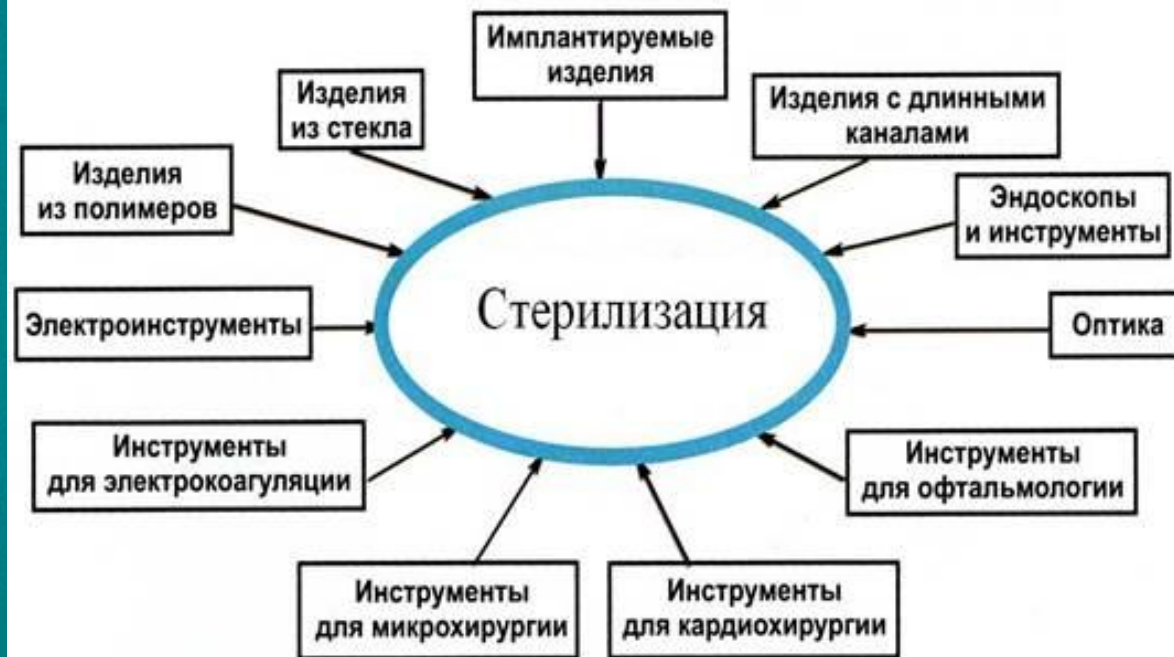 Имплантируемые
изделия
Изделия
из стекла
Изделия с длинными
каналами
Изделия
из полимеров
Эндоскопы
и инструменты
Стерилизация
Электроинструменты
Оптика
Инструменты
для электрокоагуляции
Инструменты
для офтальмологии
Инструменты
для микрохирургии
Инструменты
для кардиохирургии